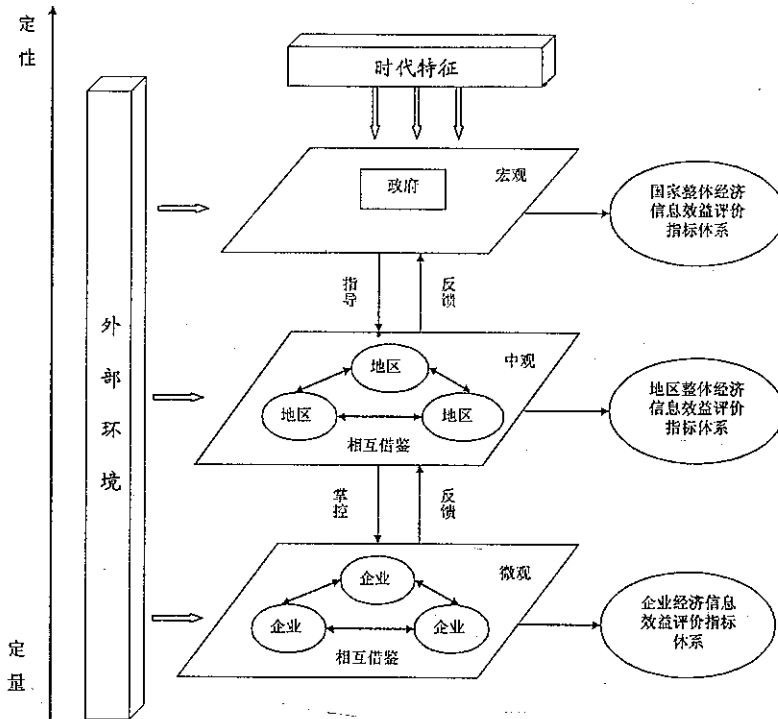 定
性
时代特征
政府
宏观
国家整体经济
信息效益评价
指标体系
指导
反馈
外
部
环
境
地区
中观
地区
地区
相互借鉴
地区整体经济
信息效益评价
指标体系
掌控
反馈
企业
微观
企业
企业
相互借鉴
企业经济信息
效益评价指标
体系
定
量